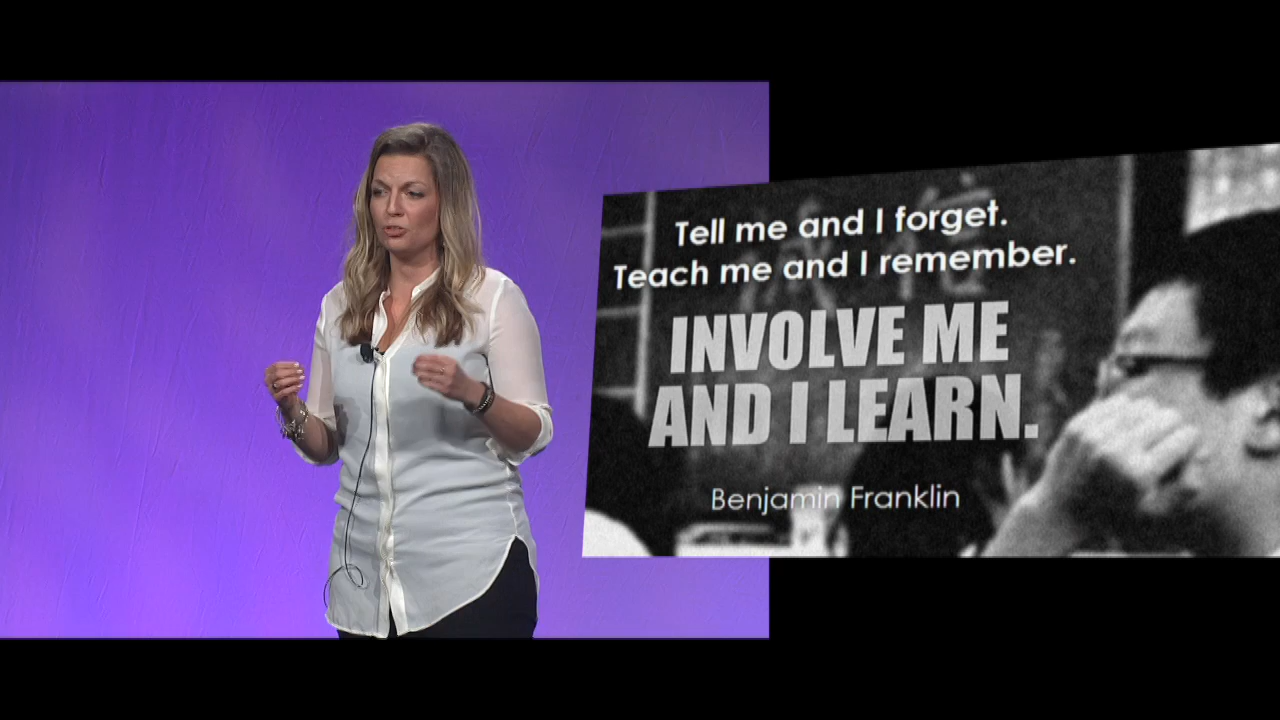 Tell me and I forget.
Teach me and I remember.
INVOLVE ME
AND I LEARN.
Benjamin Franklin